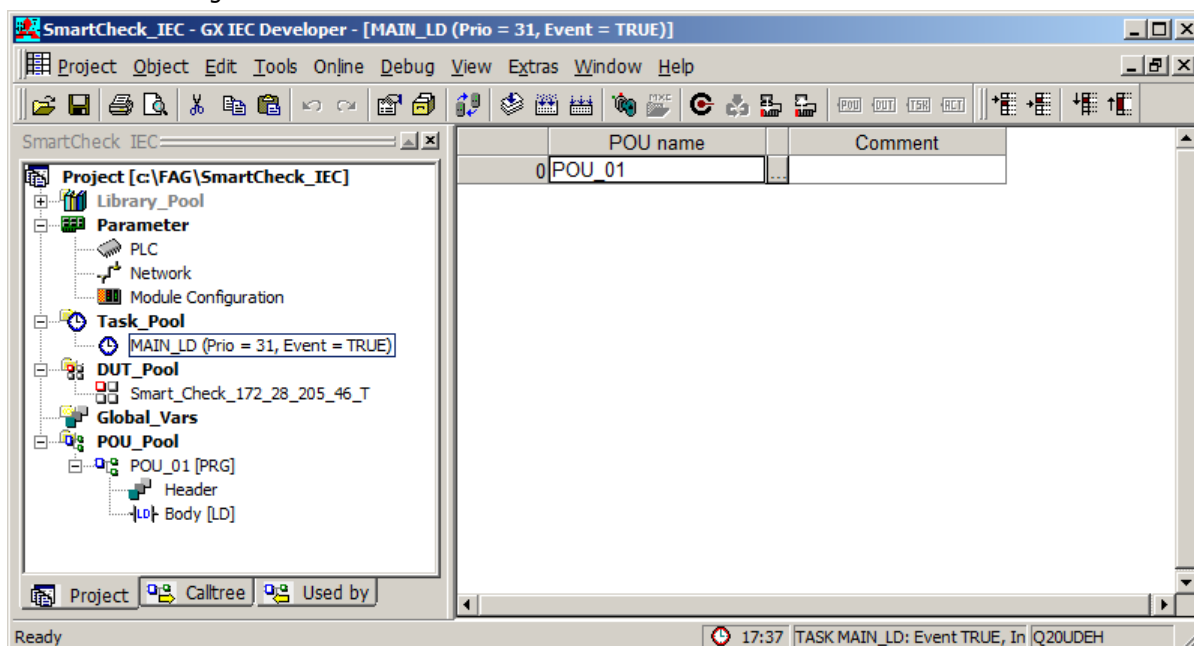 SmartCheck_IEC - GX IEC Developer - [MAIN_LD (Prio = 31, Event = TRUE)]
Project Object Edit Tools Online Debug View Extras Window Help
POU DUT TSK ACT
SmartCheck IEC
POU name Comment
0 POU_01 ...
Project [c:\FAG\SmartCheck_IEC]
Library_Pool
Parameter
PLC
Network
Module Configuration
Task_Pool
MAIN_LD (Prio = 31, Event = TRUE)
DUT_Pool
Smart_Check_172_28_205_46_T
Global_Vars
POU_Pool
POU_01 [PRG]
Header
LD Body [LD]
Project Calltree Used by
Ready 17:37 TASK MAIN_LD: Event TRUE, In Q20UDEH